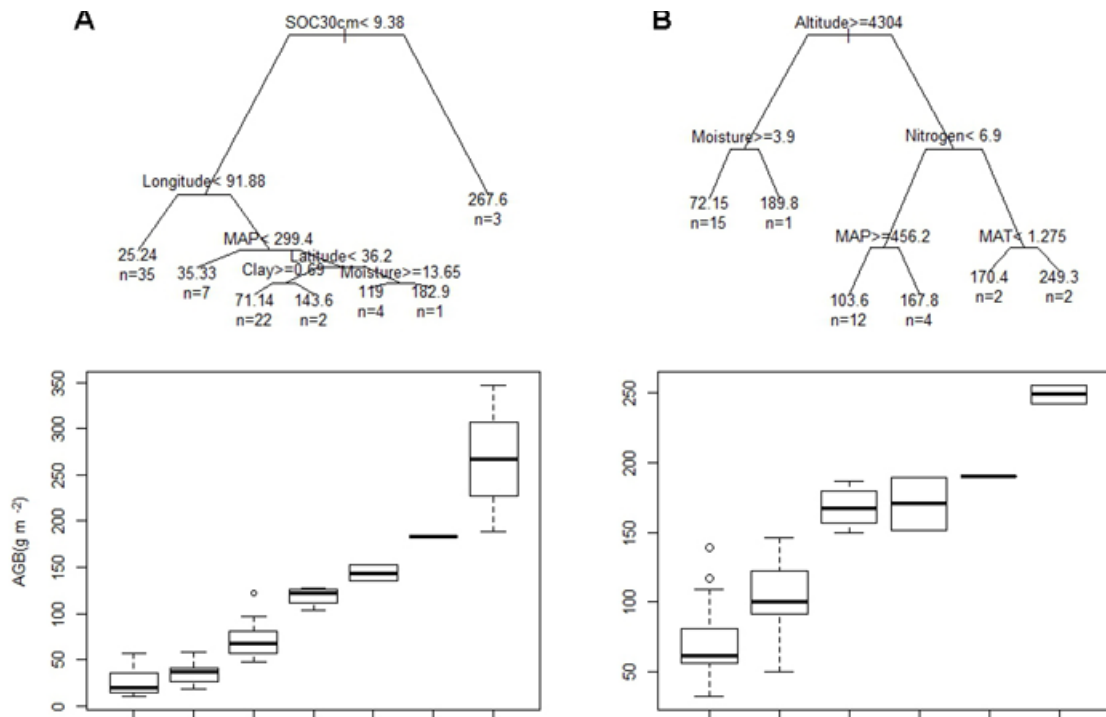 A
SOC30cm< 9.38
Longitude< 91.88
267.6
n=3
25.24
n=35
MAP< 299.4
35.33
n=7
Latitude< 36.2
Clay>=0.69
Moisture>=13.65
71.14
n=22
143.6
n=2
119
n=4
182.9
n=1
B
Altitude>=4304
Moisture>=3.9
Nitrogen< 6.9
72.15
n=15
189.8
n=1
MAP>=456.2
MAT< 1.275
103.6
n=12
167.8
n=4
170.4
n=2
249.3
n=2
AGB(g m -2)
350
300
250
200
150
100
50
0
250
200
150
100
50